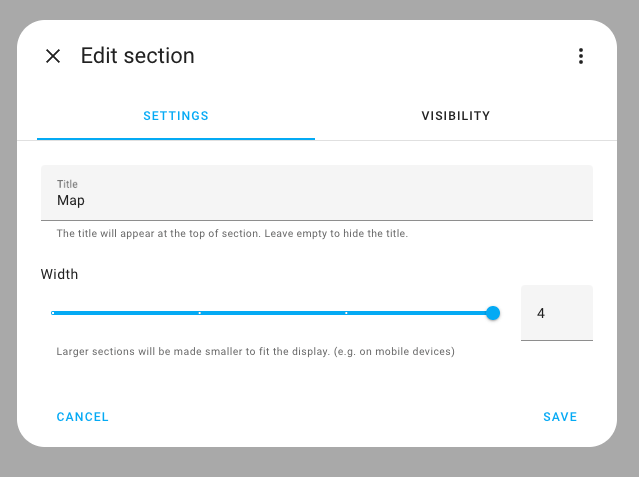 Edit section
SETTINGS
VISIBILITY
Title
Map
The title will appear at the top of section. Leave empty to hide the title.
Width
4
Larger sections will be made smaller to fit the display. (e.g. on mobile devices)
CANCEL
SAVE